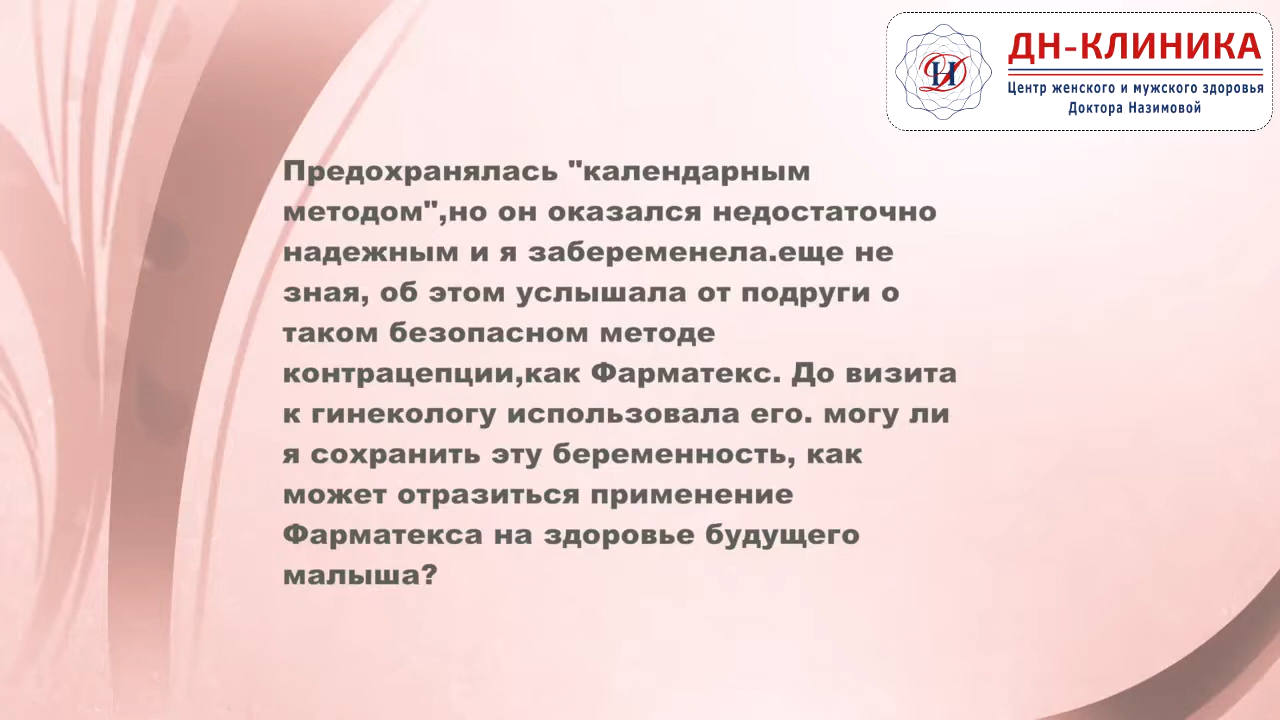 ДН-КЛИНИКА
Центр женского и мужского здоровья
Доктора Назимовой
Предохранялась "календарным
методом",но он оказался недостаточно
надежным и я забеременела.еще не
зная, об этом услышала от подруги о
таком безопасном методе
контрацепции,как Фарматекс. До визита
к гинекологу использовала его. могу ли
я сохранить эту беременность, как
может отразиться применение
Фарматекса на здоровье будущего
малыша?